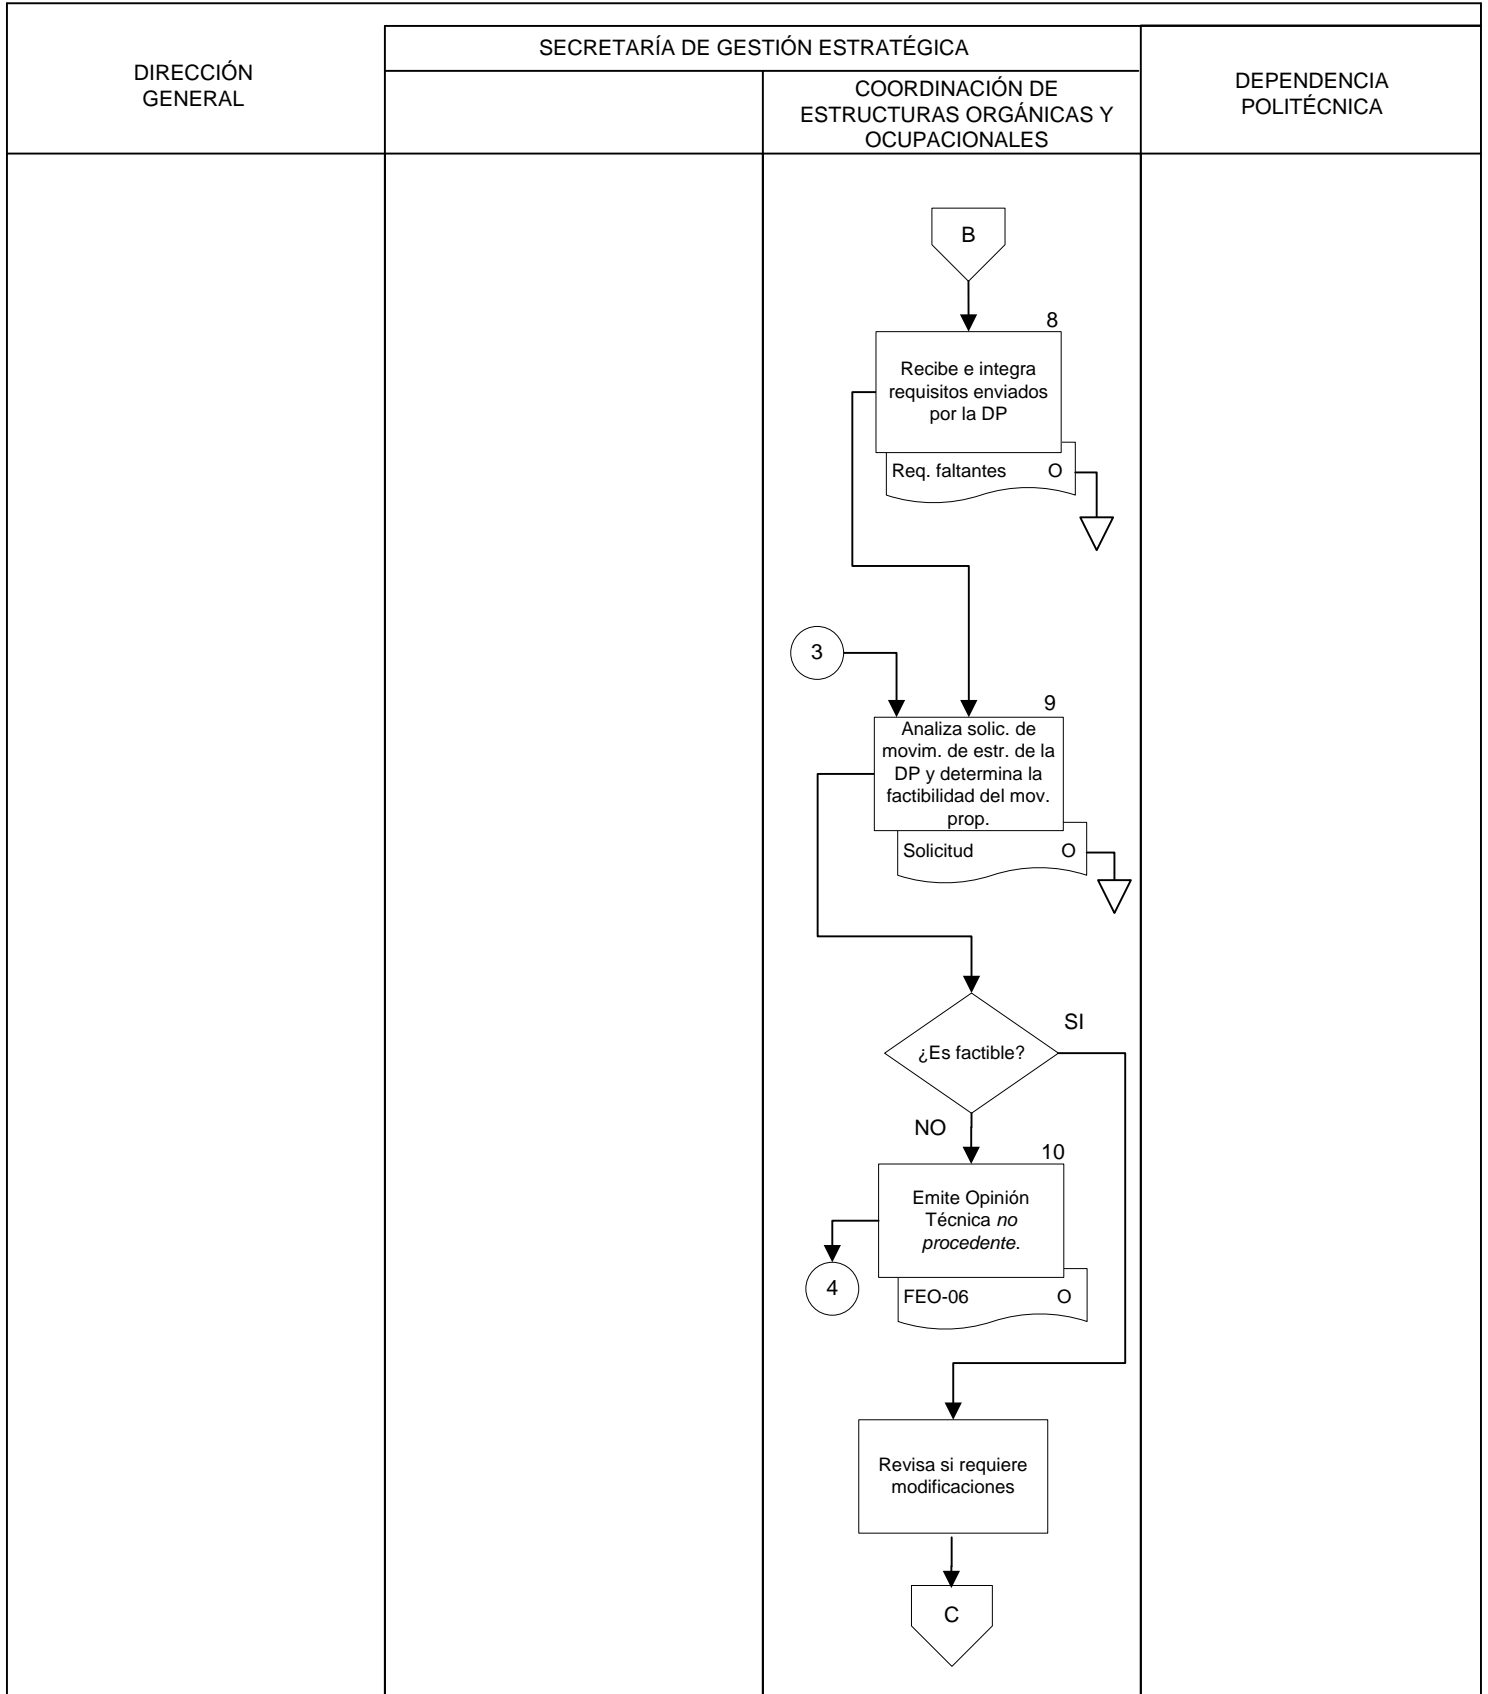 DIRECCIÓN
GENERAL
SECRETARÍA DE GESTIÓN ESTRATÉGICA
COORDINACIÓN DE
ESTRUCTURAS ORGÁNICAS Y
OCUPACIONALES
DEPENDENCIA
POLITÉCNICA
B
8
Recibe e integra
requisitos enviados
por la DP
Req. faltantes O
3
9
Analiza solic. de
movim. de estr. de la
DP y determina la
factibilidad del mov.
prop.
Solicitud O
¿Es factible?
SI
NO
10
Emite Opinión
Técnica no
procedente.
4
FEO-06 O
Revisa si requiere
modificaciones
C